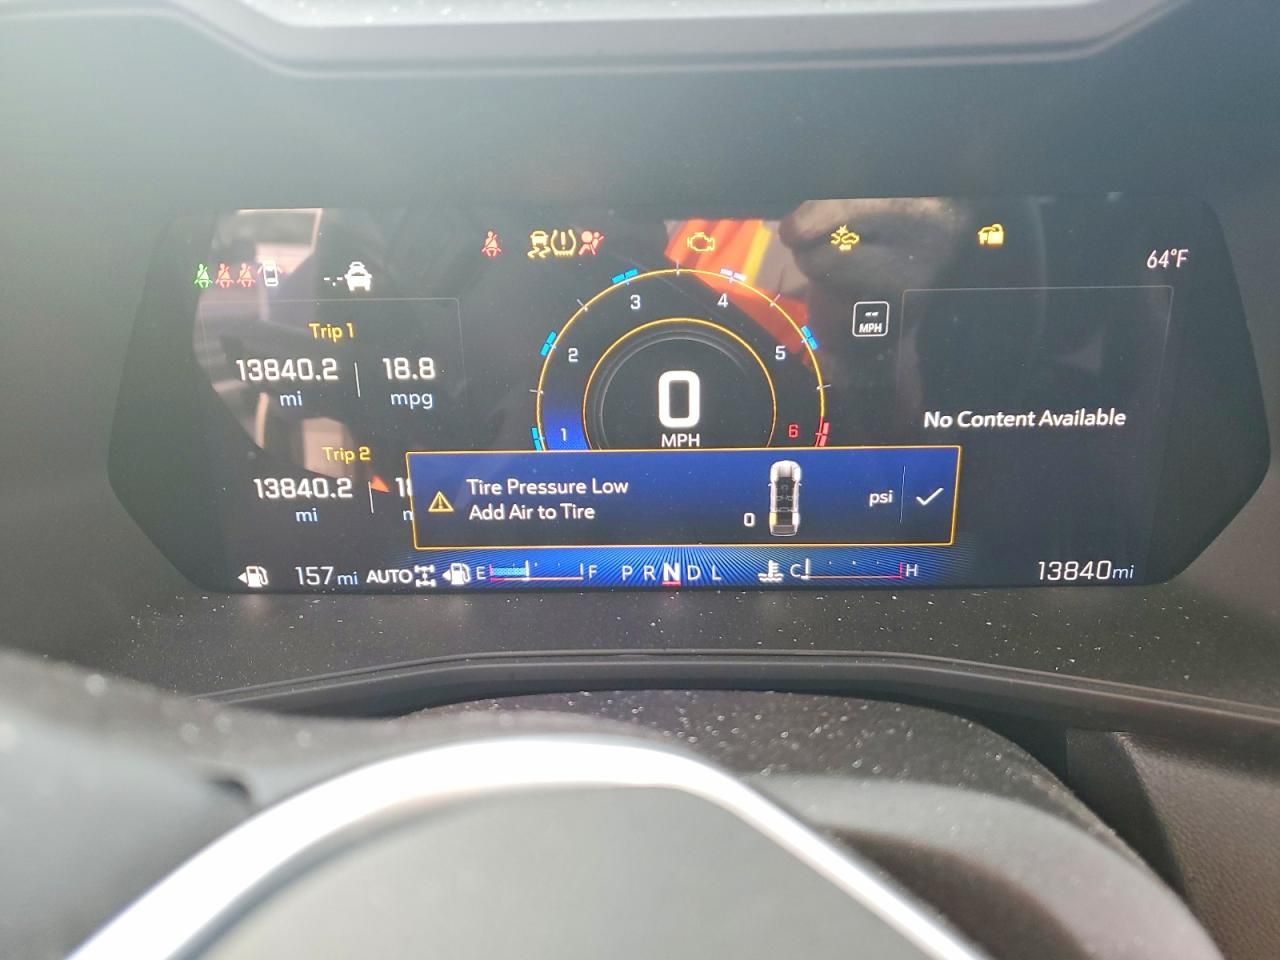 64°F
Trip 1
13840.2 18.8
mi mpg
Trip 2
13840.2
mi
1 2 3 4 5 6
0
MPH
--
MPH
No Content Available
Tire Pressure Low
Add Air to Tire
0
psi
157mi AUTO E F P R N D L C H 13840mi